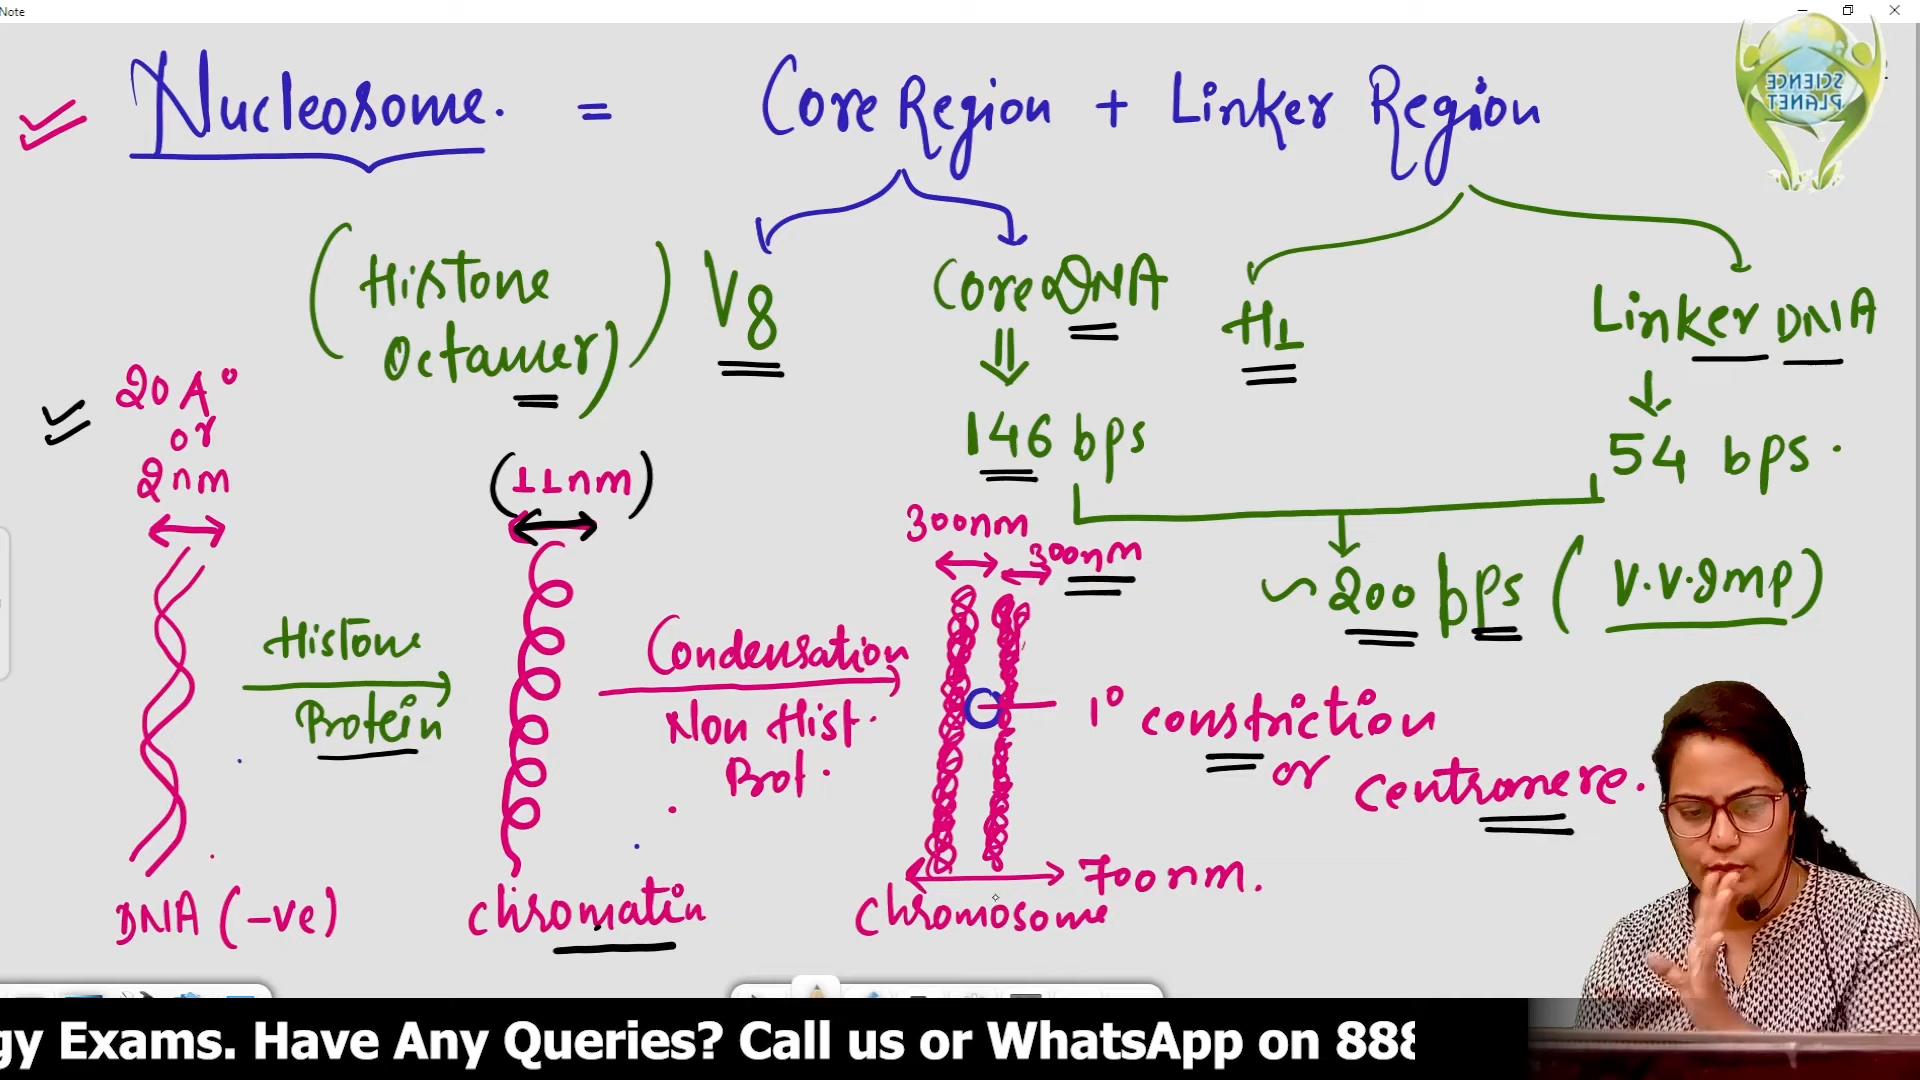 Note
Nucleosome. = Core Region + Linker Region
SCIENCE
PLANET
(Histone
Octamer) V8
Core DNA
H1
Linker DNA
146 bps
54 bps.
~200 bps (V.V.Imp)
20 A°
or
2nm
(11nm)
300nm
300nm
Histone
Protein
Condensation
Non Hist.
Prot.
1° constriction
or centromere.
700nm.
DNA (-ve)
chromatin
Chromosome
gy Exams. Have Any Queries? Call us or WhatsApp on 888